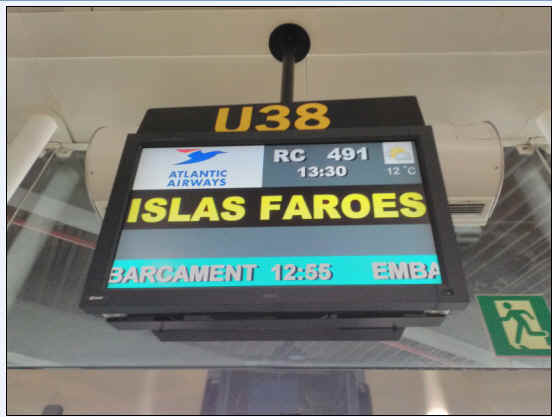 U38
ATLANTIC
AIRWAYS
RC 491
13:30
12 °C
ISLAS FAROES
BARCAMENT 12:55 EMBA